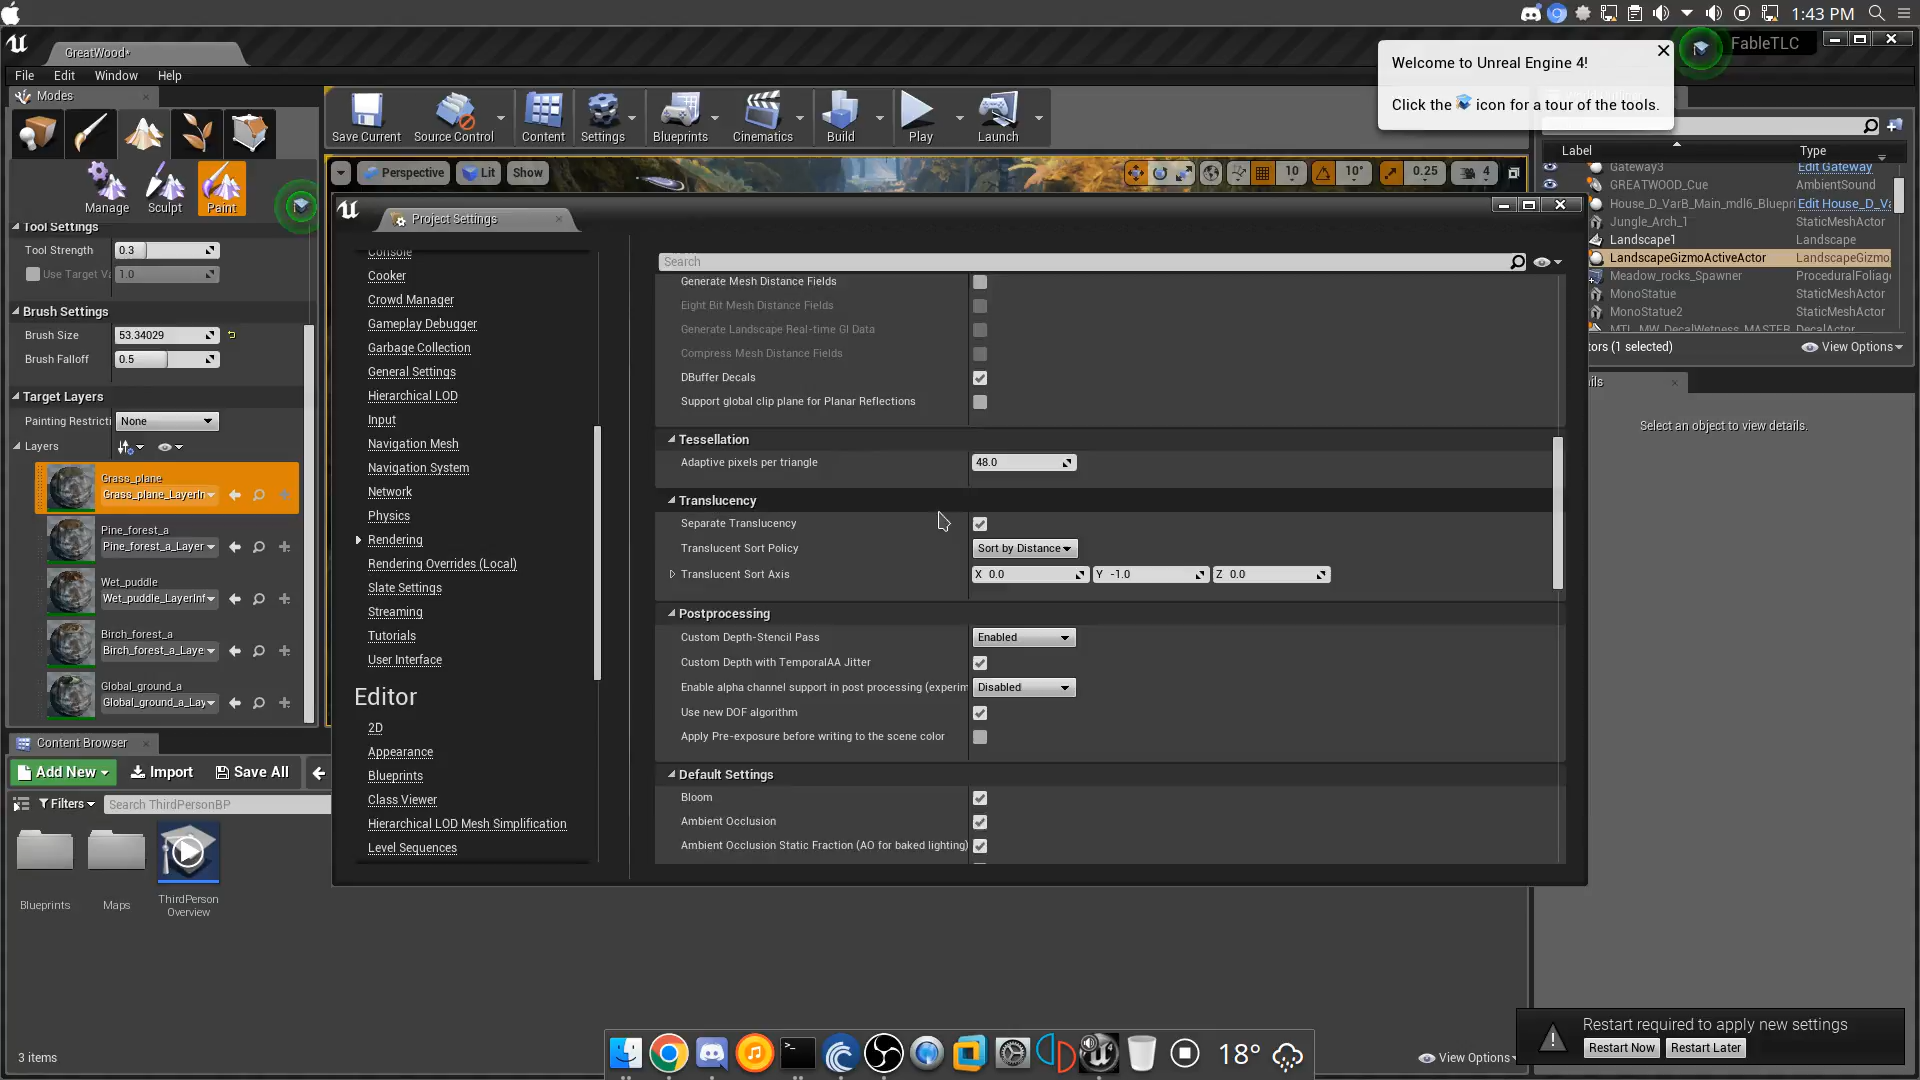 1:43 PM
GreatWood*
FableTLC
File Edit Window Help
Welcome to Unreal Engine 4!
Click the icon for a tour of the tools.
Modes
Save Current
Source Control
Content
Settings
Blueprints
Cinematics
Build
Play
Launch
Manage
Sculpt
Paint
Perspective
Lit
Show
10
10°
0.25
4
Label
Type
Gateway3 Edit Gateway
GREATWOOD_Cue AmbientSound
House_D_VarB_Main_mdl6_Bluepri Edit House_D_Va
Jungle_Arch_1 StaticMeshActor
Landscape1 Landscape
LandscapeGizmoActiveActor LandscapeGizmo
Meadow_rocks_Spawner ProceduralFoliage
MonoStatue StaticMeshActor
MonoStatue2 StaticMeshActor
MTL_MW_DecalWetness_MASTER DecalActor
tors (1 selected)
View Options
ils
Select an object to view details.
Tool Settings
Tool Strength 0.3
Use Target Va 1.0
Brush Settings
Brush Size 53.34029
Brush Falloff 0.5
Target Layers
Painting Restricti None
Layers
Grass_plane
Grass_plane_LayerIn
Pine_forest_a
Pine_forest_a_Layer
Wet_puddle
Wet_puddle_LayerInf
Birch_forest_a
Birch_forest_a_Laye
Global_ground_a
Global_ground_a_Lay
Project Settings
Console
Cooker
Crowd Manager
Gameplay Debugger
Garbage Collection
General Settings
Hierarchical LOD
Input
Navigation Mesh
Navigation System
Network
Physics
Rendering
Rendering Overrides (Local)
Slate Settings
Streaming
Tutorials
User Interface
Editor
2D
Appearance
Blueprints
Class Viewer
Hierarchical LOD Mesh Simplification
Level Sequences
Search
Generate Mesh Distance Fields
Eight Bit Mesh Distance Fields
Generate Landscape Real-time GI Data
Compress Mesh Distance Fields
DBuffer Decals
Support global clip plane for Planar Reflections
Tessellation
Adaptive pixels per triangle 48.0
Translucency
Separate Translucency
Translucent Sort Policy Sort by Distance
Translucent Sort Axis X 0.0 Y -1.0 Z 0.0
Postprocessing
Custom Depth-Stencil Pass Enabled
Custom Depth with TemporalAA Jitter
Enable alpha channel support in post processing (experim Disabled
Use new DOF algorithm
Apply Pre-exposure before writing to the scene color
Default Settings
Bloom
Ambient Occlusion
Ambient Occlusion Static Fraction (AO for baked lighting)
Content Browser
Add New
Import
Save All
Filters
Search ThirdPersonBP
Blueprints
Maps
ThirdPerson
Overview
3 items
18°
View Options
Restart required to apply new settings
Restart Now
Restart Later